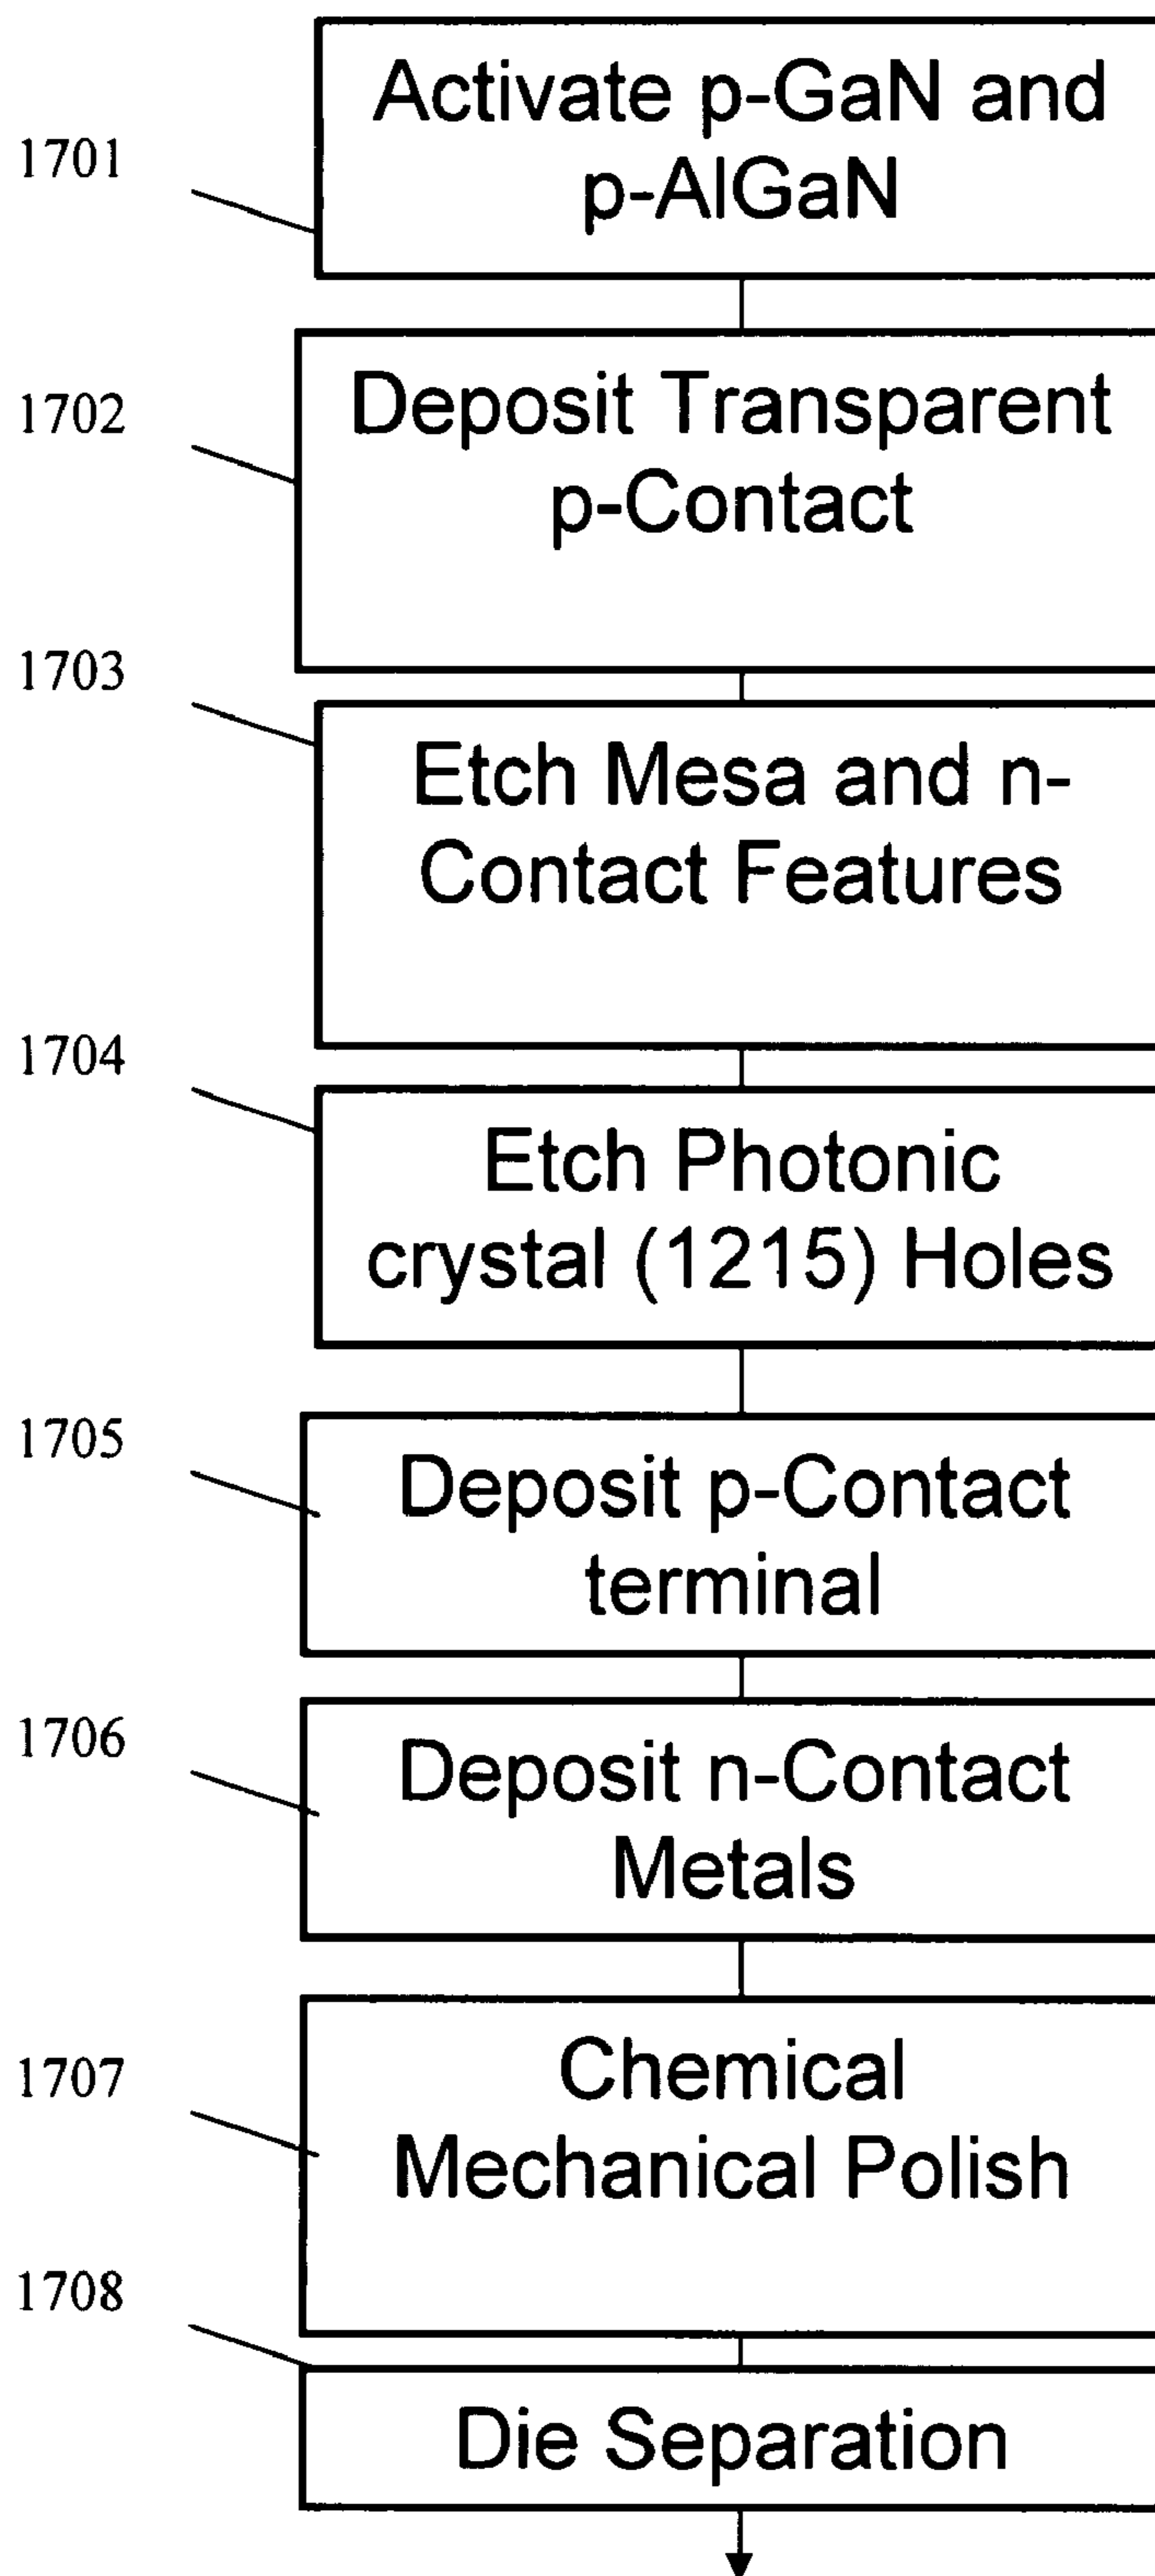 Activate p-GaN and
1701
p-AlGaN
Deposit Transparent
1702
p-Contact
1703
Etch Mesa and n-
Contact Features
1704
Etch Photonic
crystal (1215) Holes
1705
Deposit p-Contact
terminal
1706
Deposit n-Contact
Metals
1707
Chemical
Mechanical Polish
1708
Die Separation